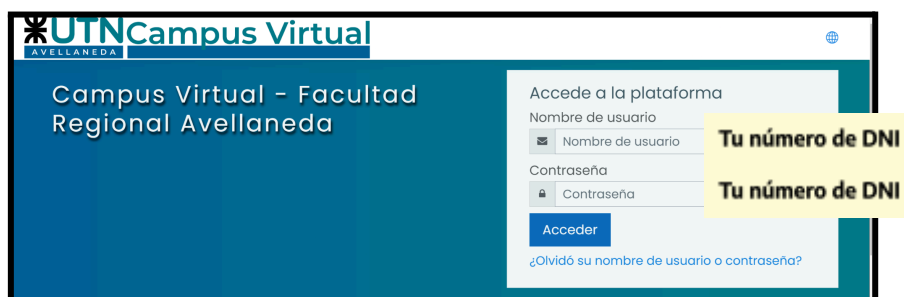 UTN Campus Virtual
AVELLANEDA
Campus Virtual - Facultad
Regional Avellaneda
Accede a la plataforma
Nombre de usuario
Nombre de usuario
Tu número de DNI
Contraseña
Contraseña
Tu número de DNI
Acceder
¿Olvidó su nombre de usuario o contraseña?